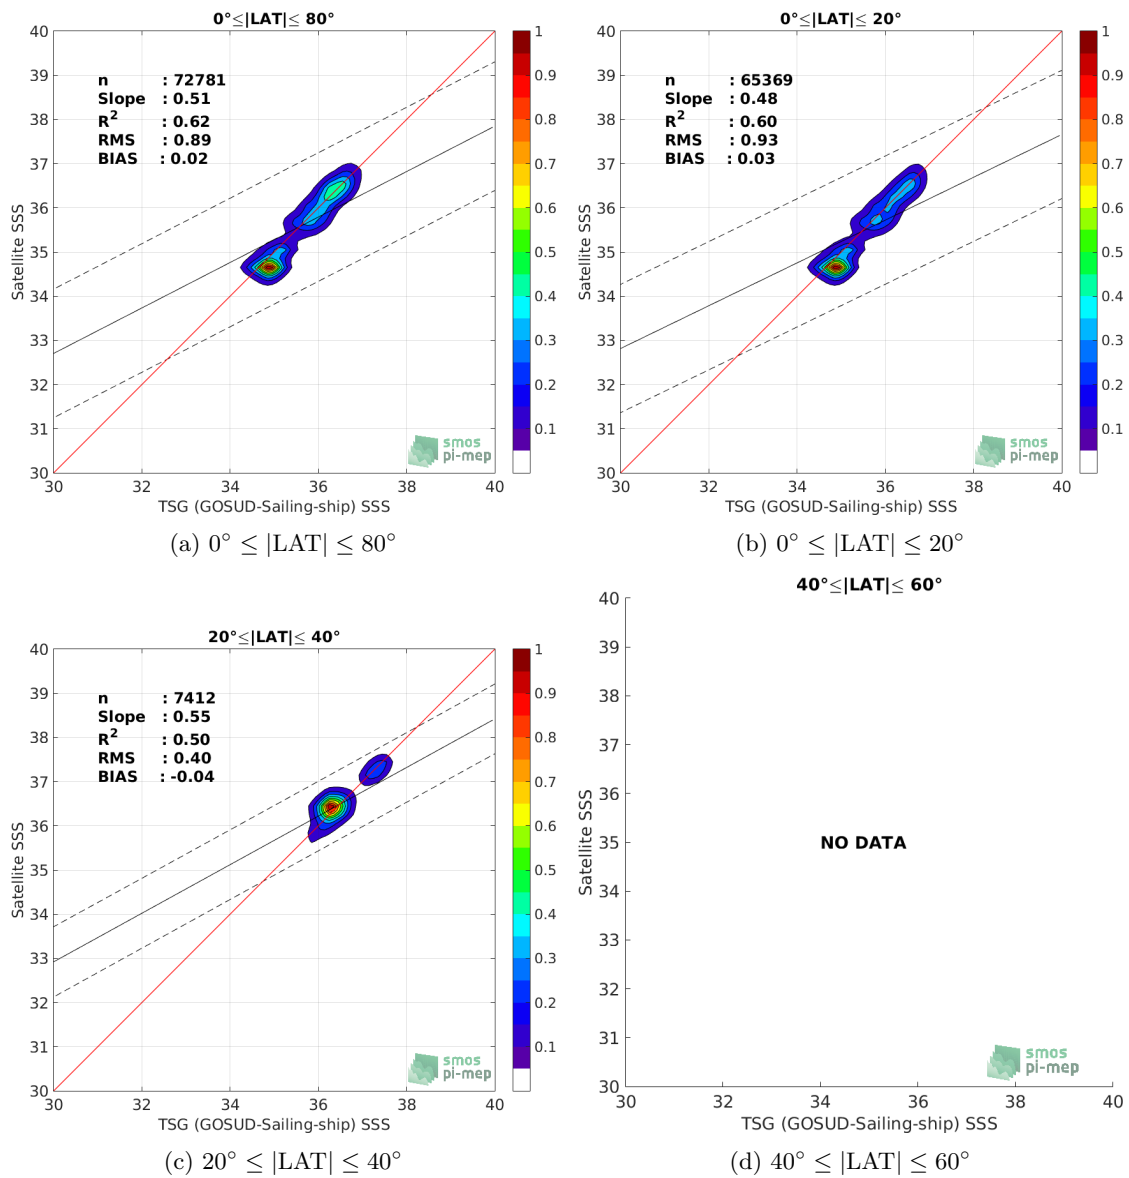 0°≤|LAT|≤ 80°
n : 72781
Slope : 0.51
R² : 0.62
RMS : 0.89
BIAS : 0.02
Satellite SSS
40
39
38
37
36
35
34
33
32
31
30
30 32 34 36 38 40
TSG (GOSUD-Sailing-ship) SSS
1
0.9
0.8
0.7
0.6
0.5
0.4
0.3
0.2
0.1
smos
pi-mep
(a) 0° ≤ |LAT| ≤ 80°
0°≤|LAT|≤ 20°
n : 65369
Slope : 0.48
R² : 0.60
RMS : 0.93
BIAS : 0.03
Satellite SSS
40
39
38
37
36
35
34
33
32
31
30
30 32 34 36 38 40
TSG (GOSUD-Sailing-ship) SSS
1
0.9
0.8
0.7
0.6
0.5
0.4
0.3
0.2
0.1
smos
pi-mep
(b) 0° ≤ |LAT| ≤ 20°
20°≤|LAT|≤ 40°
n : 7412
Slope : 0.55
R² : 0.50
RMS : 0.40
BIAS : -0.04
Satellite SSS
40
39
38
37
36
35
34
33
32
31
30
30 32 34 36 38 40
TSG (GOSUD-Sailing-ship) SSS
1
0.9
0.8
0.7
0.6
0.5
0.4
0.3
0.2
0.1
smos
pi-mep
(c) 20° ≤ |LAT| ≤ 40°
40°≤|LAT|≤ 60°
NO DATA
Satellite SSS
40
39
38
37
36
35
34
33
32
31
30
30 32 34 36 38 40
TSG (GOSUD-Sailing-ship) SSS
smos
pi-mep
(d) 40° ≤ |LAT| ≤ 60°